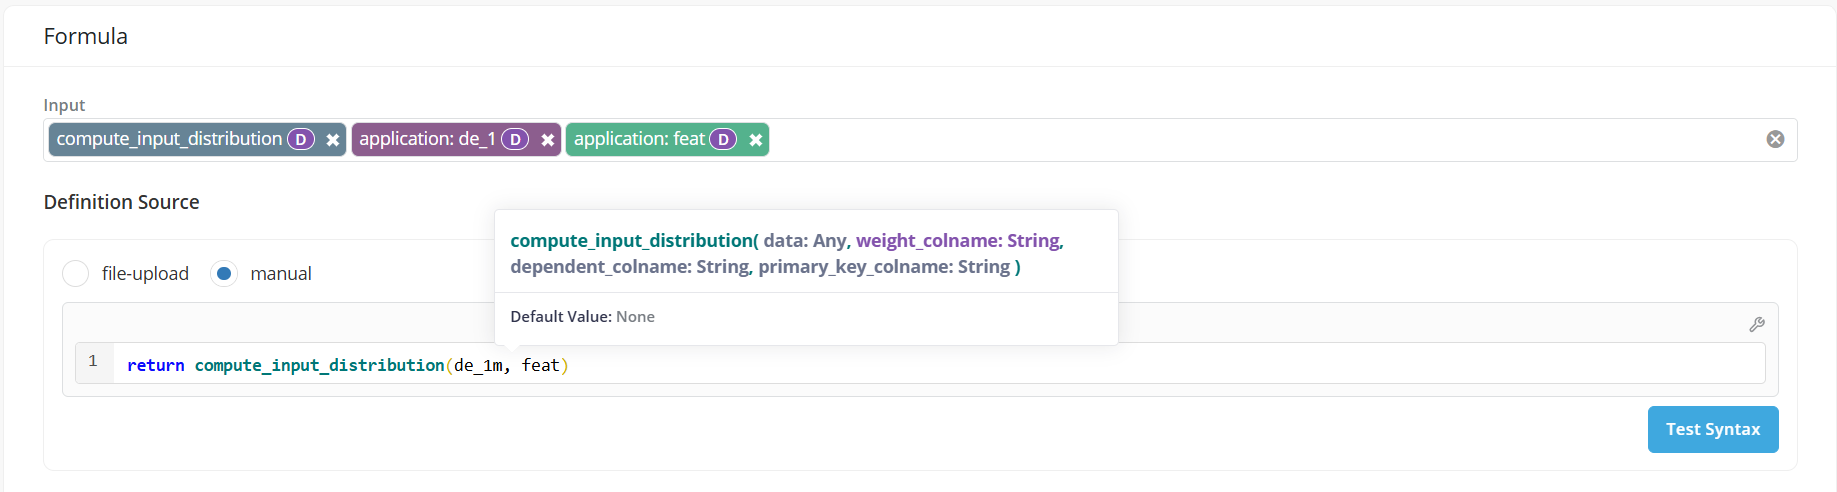 Formula
Input
compute_input_distribution D ✖ application: de_1 D ✖ application: feat D ✖
Definition Source
compute_input_distribution( data: Any, weight_colname: String,
dependent_colname: String, primary_key_colname: String )
file-upload manual
Default Value: None
1 return compute_input_distribution(de_1m, feat)
Test Syntax